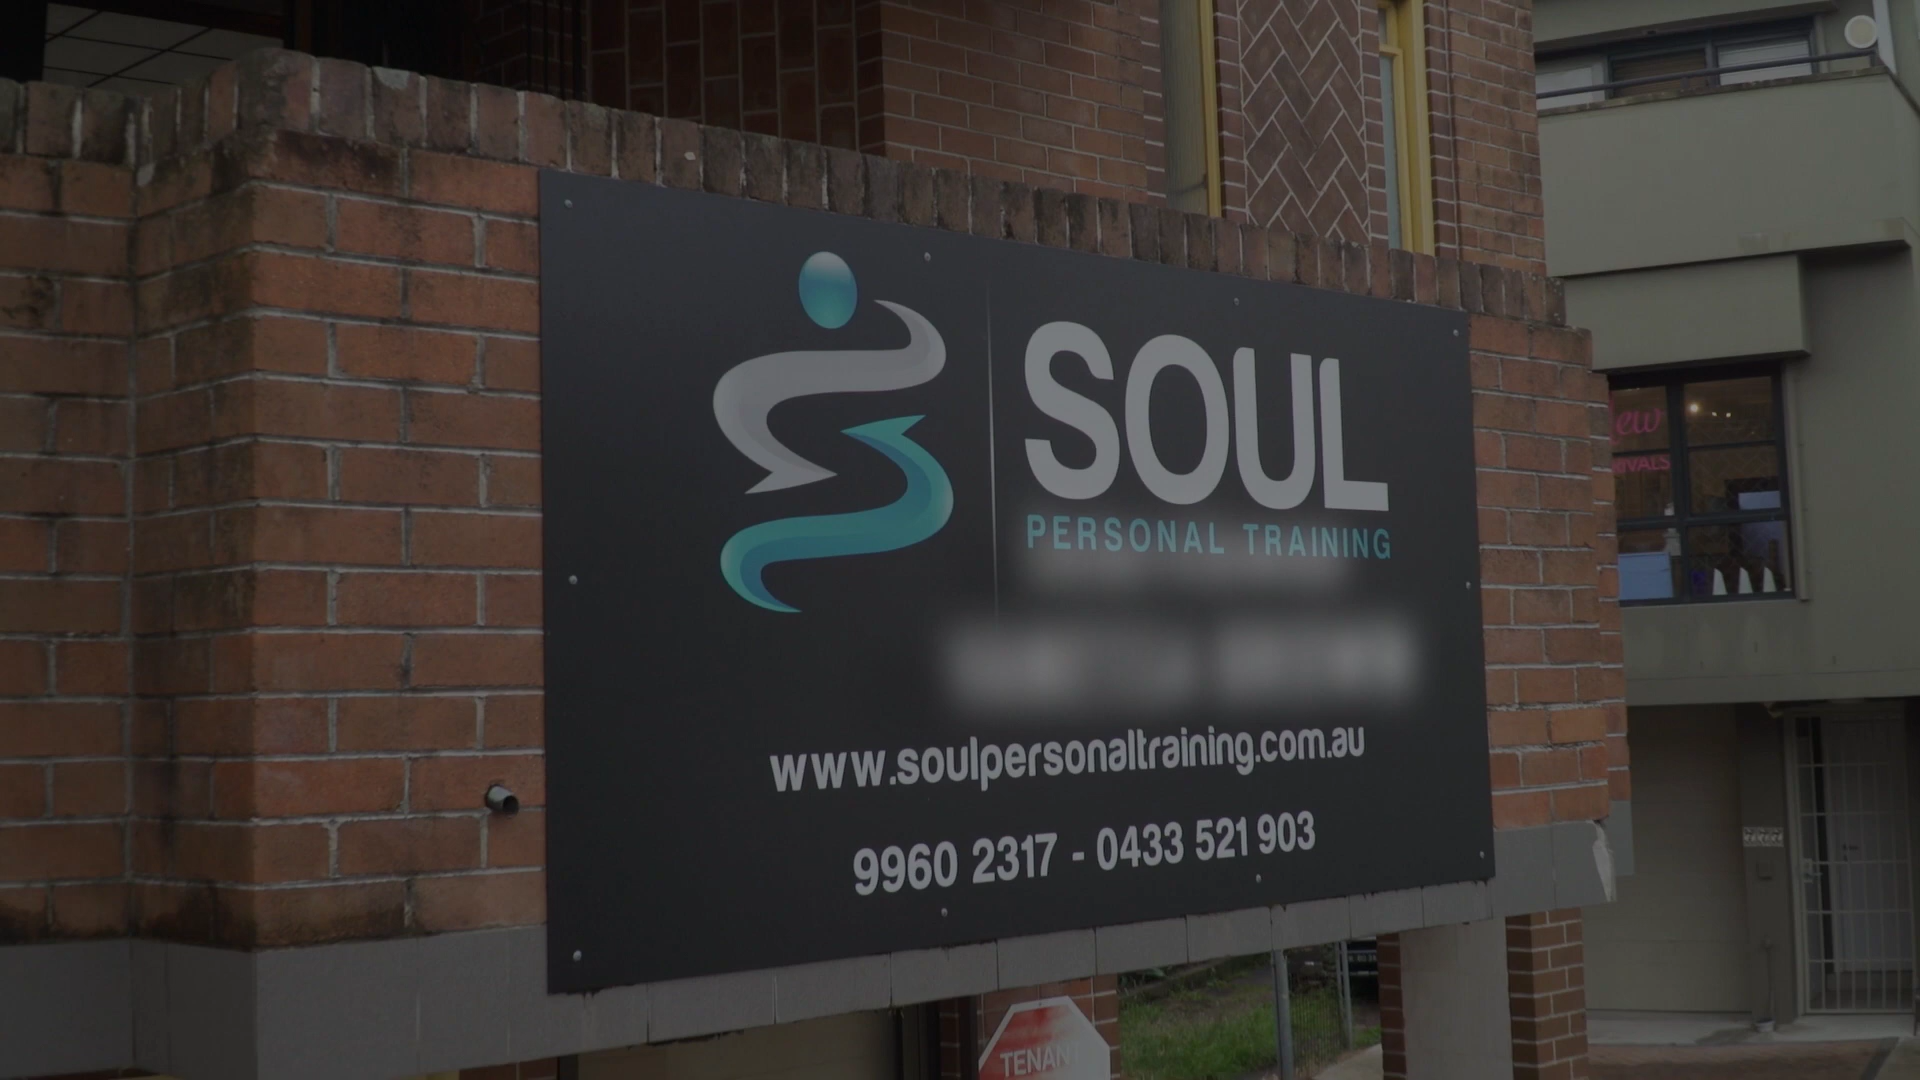 SOUL
PERSONAL TRAINING
www.soulpersonaltraining.com.au
9960 2317 - 0433 521 903
TENANT